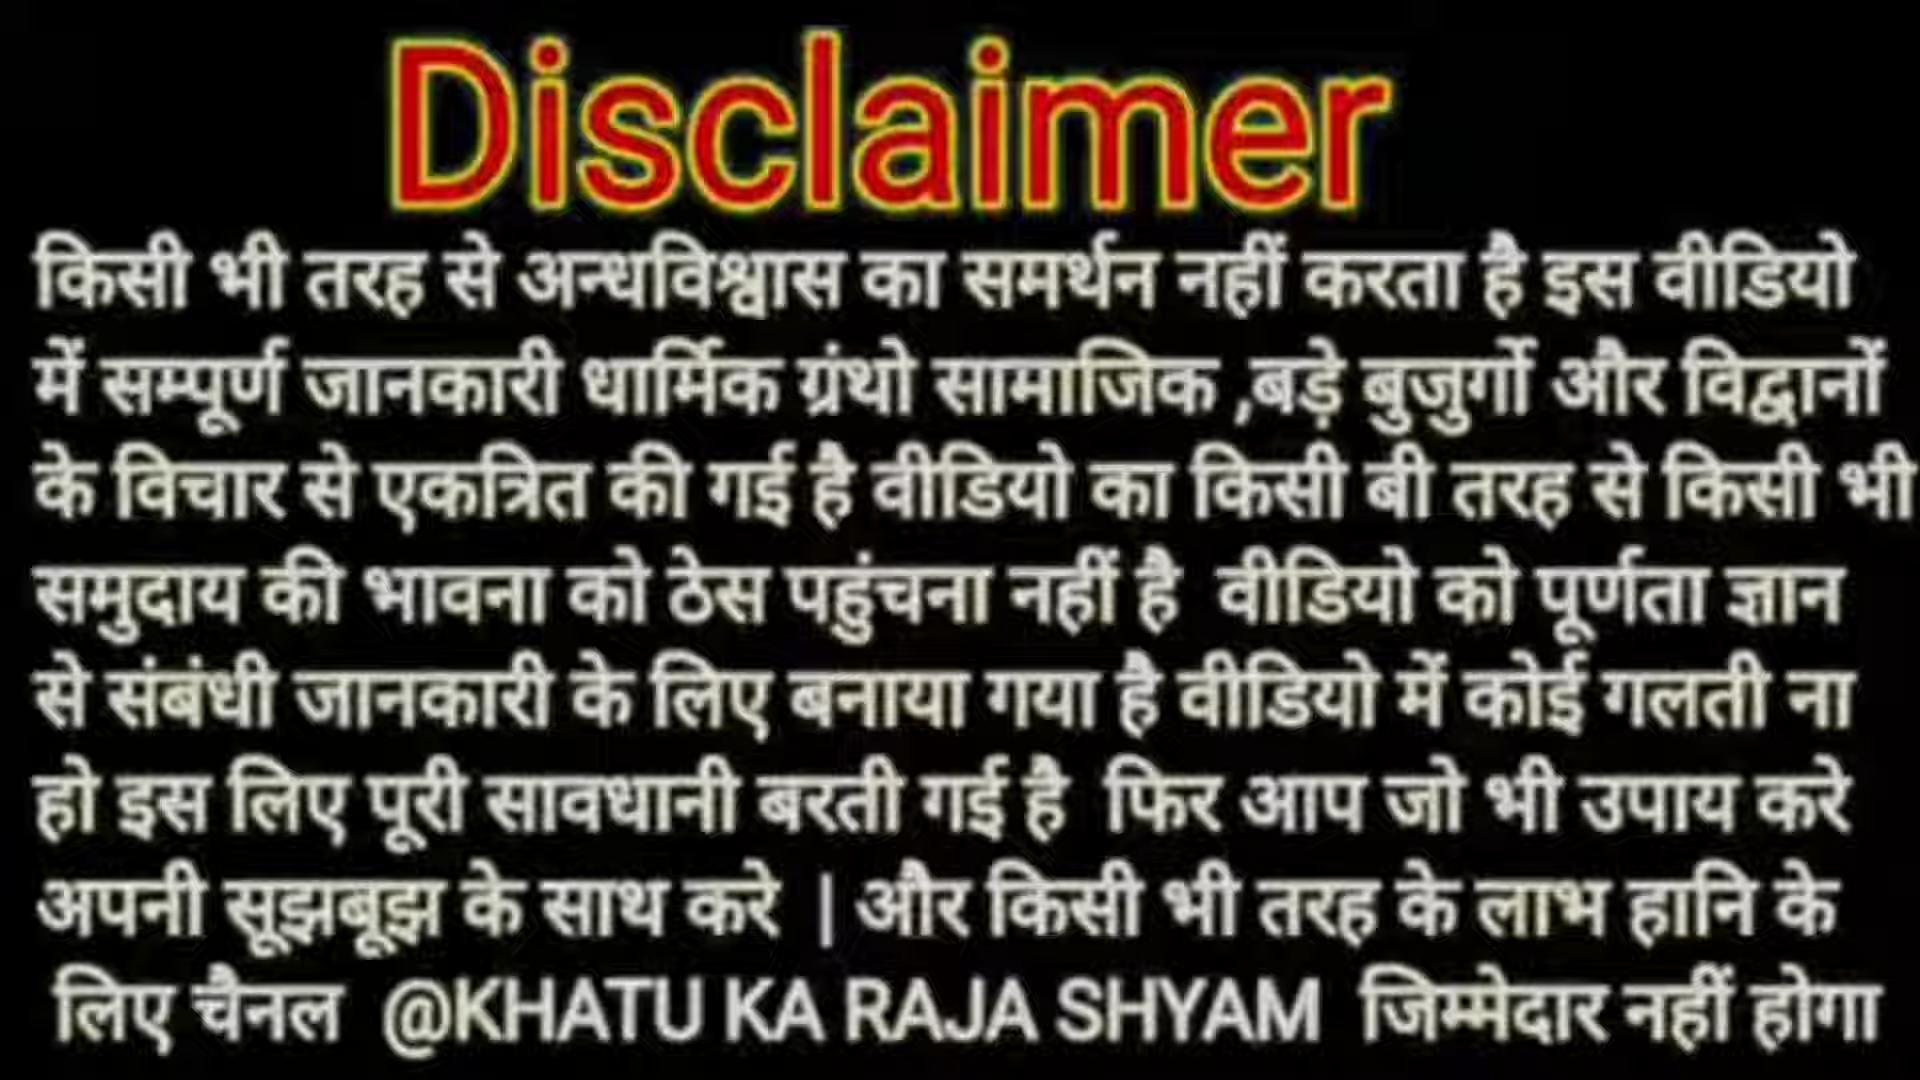 Disclaimer
किसी भी तरह से अन्धविश्वास का समर्थन नहीं करता है इस वीडियो
में सम्पूर्ण जानकारी धार्मिक ग्रंथो सामाजिक ,बड़े बुजुर्गो और विद्वानों
के विचार से एकत्रित की गई है वीडियो का किसी बी तरह से किसी भी
समुदाय की भावना को ठेस पहुंचना नहीं है वीडियो को पूर्णता ज्ञान
से संबंधी जानकारी के लिए बनाया गया है वीडियो में कोई गलती ना
हो इस लिए पूरी सावधानी बरती गई है फिर आप जो भी उपाय करे
अपनी सूझबूझ के साथ करे | और किसी भी तरह के लाभ हानि के
लिए चैनल @KHATU KA RAJA SHYAM जिम्मेदार नहीं होगा